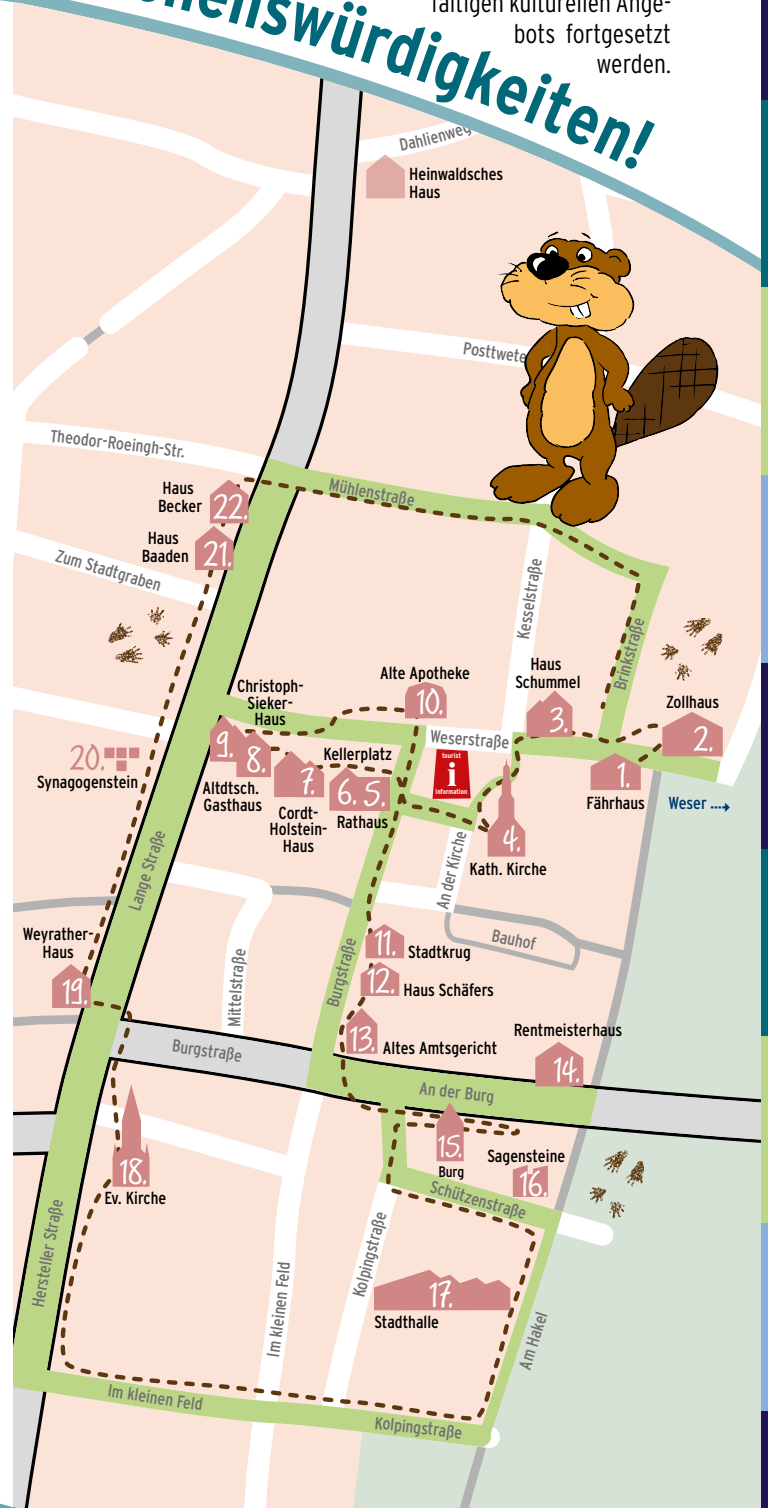 fältigen kulturellen Ange-
bots fortgesetzt
werden.
enswürdigkeiten!
Dahlienweg
Heinwaldsches
Haus
Posttwete
Theodor-Roeingh-Str.
Mühlenstraße
Haus
Becker
22.
Haus
Baaden
21.
Zum Stadtgraben
Kesselstraße
Brinkstraße
Christoph-
Sieker-
Haus
Alte Apotheke
10.
Haus
Schummel
3.
Zollhaus
2.
Weserstraße
9.
8.
Altdtsch.
Gasthaus
7.
Cordt-
Holstein-
Haus
Kellerplatz
6. 5.
Rathaus
tourist
i
information
1.
Fährhaus
Weser
20.
Synagogenstein
4.
Kath. Kirche
An der Kirche
Lange Straße
Weyrather-
Haus
19.
Mittelstraße
Burgstraße
11.
Stadtkrug
Bauhof
12.
Haus Schäfers
13.
Altes Amtsgericht
Rentmeisterhaus
14.
Burgstraße
An der Burg
15.
Burg
Sagensteine
16.
18.
Ev. Kirche
Schützenstraße
Hersteller Straße
Im kleinen Feld
Kolpingstraße
17.
Stadthalle
Am Hakel
Im kleinen Feld
Kolpingstraße